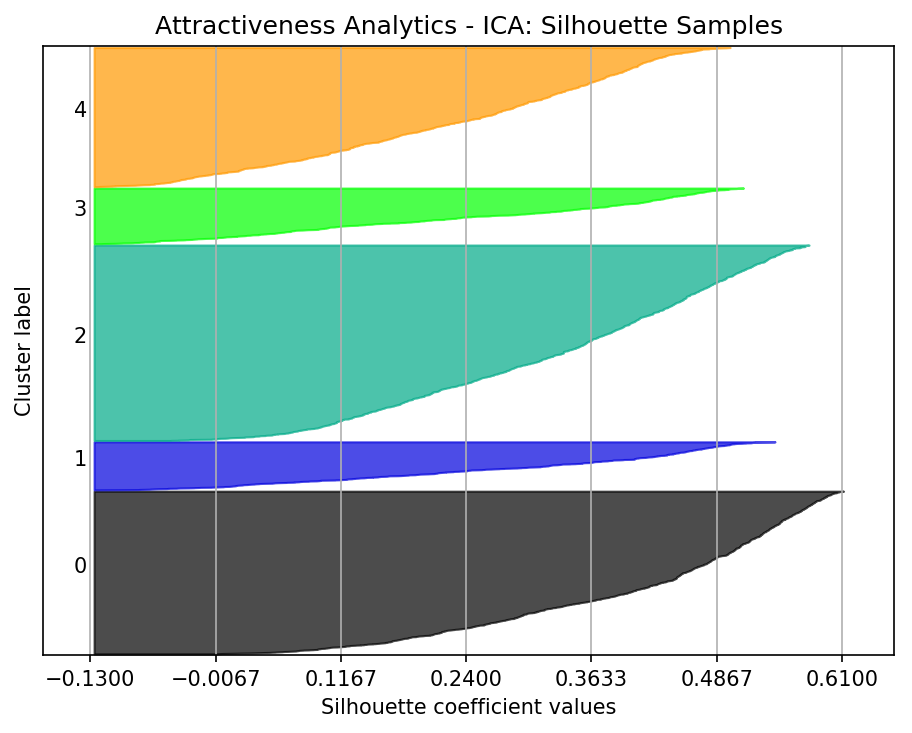 Attractiveness Analytics - ICA: Silhouette Samples
Cluster label
4
3
2
1
0
−0.1300 −0.0067 0.1167 0.2400 0.3633 0.4867 0.6100
Silhouette coefficient values